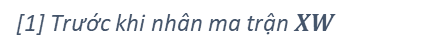 [1] Trước khi nhân ma trận XW